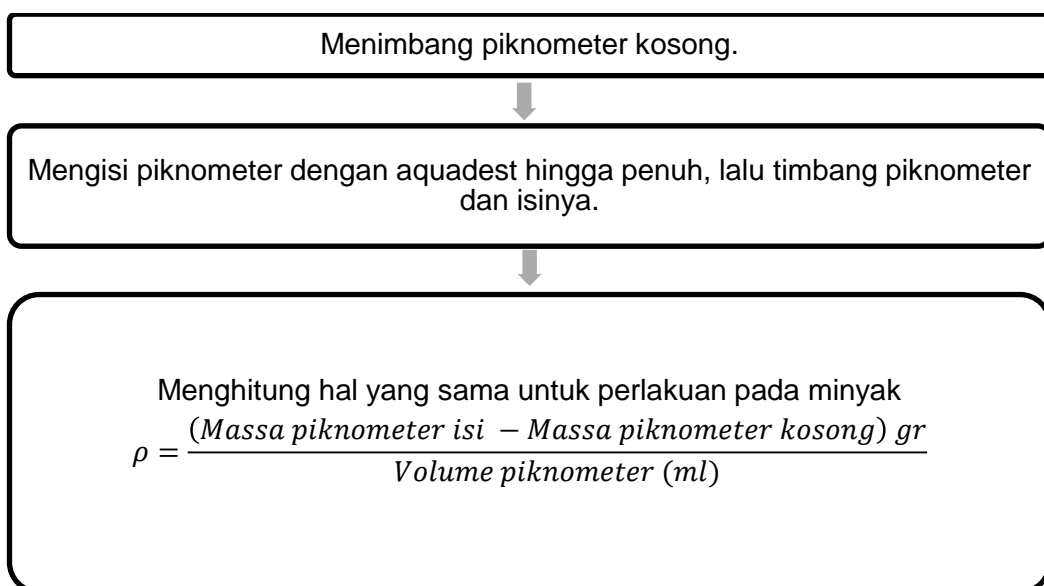 Menimbang piknometer kosong.
Mengisi piknometer dengan aquadest hingga penuh, lalu timbang piknometer
dan isinya.
Menghitung hal yang sama untuk perlakuan pada minyak
ρ = (Massa piknometer isi − Massa piknometer kosong) gr / Volume piknometer (ml)